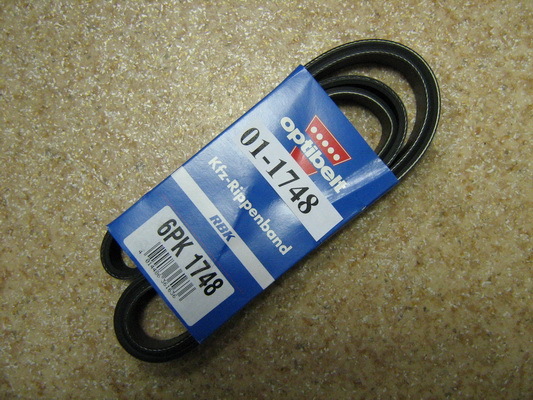 optibelt
01-1748
Kfz-Rippenband
RBK
6PK 1748